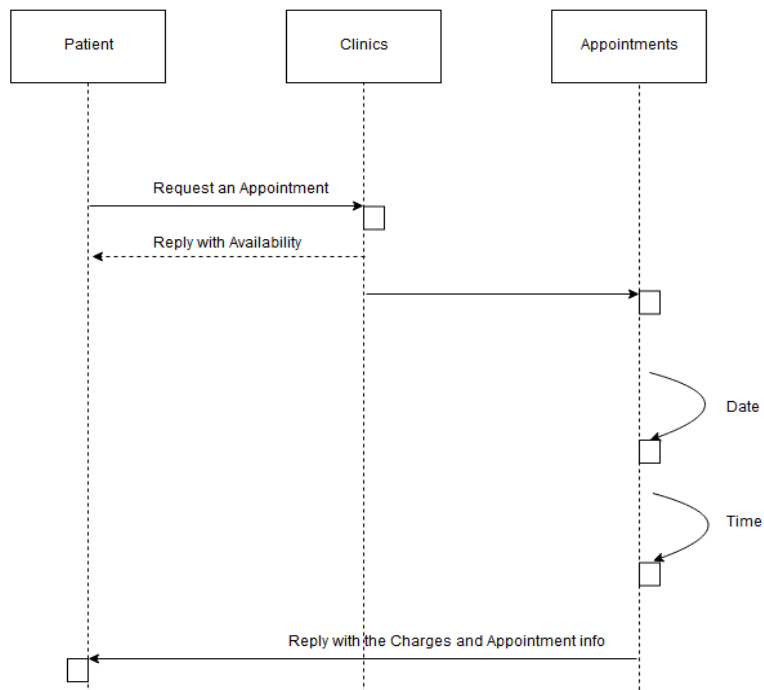 Patient
Clinics
Appointments
Request an Appointment
Reply with Availability
Date
Time
Reply with the Charges and Appointment info